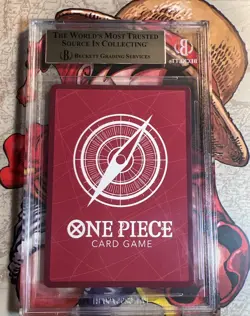 THE WORLD'S MOST TRUSTED
SOURCE IN COLLECTING
BECKETT GRADING SERVICES
ONE PIECE
CARD GAME